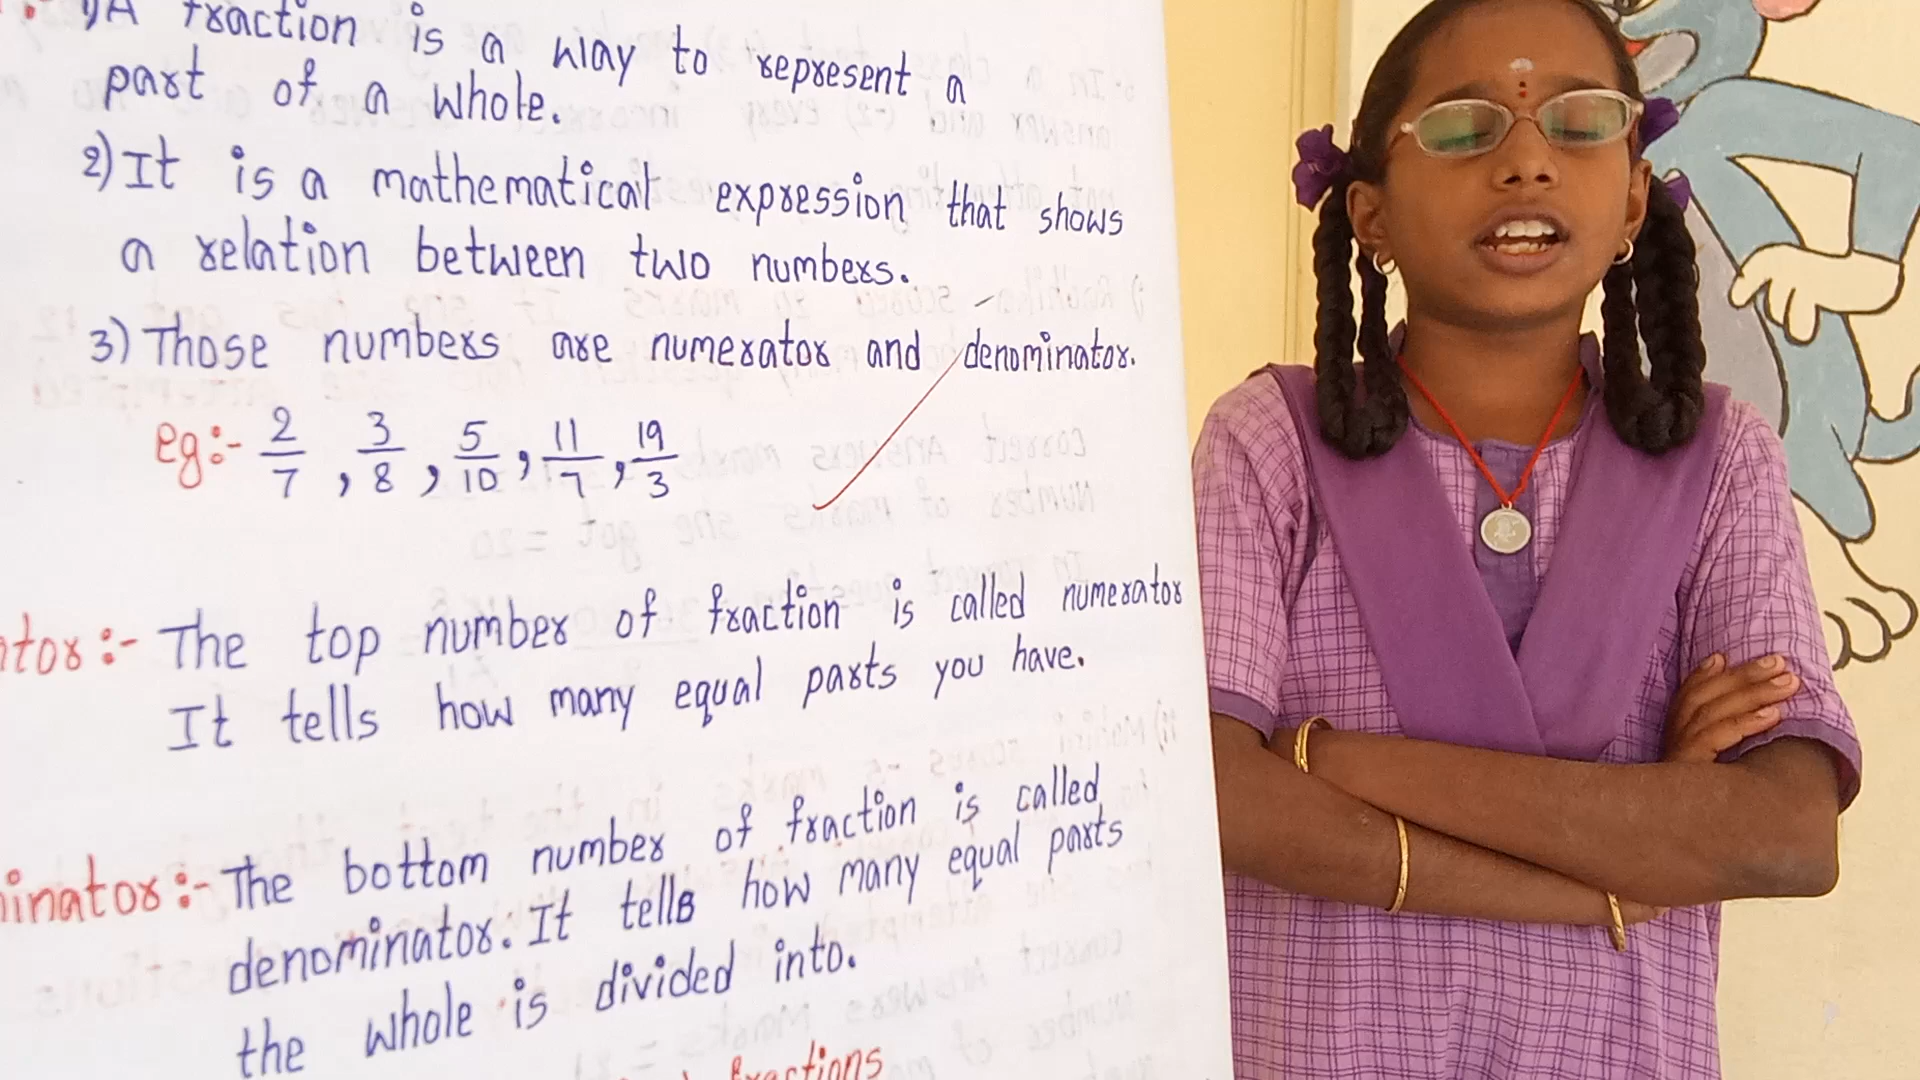 1) A fraction is a way to represent a
part of a whole.
2) It is a mathematical expression that shows
a relation between two numbers.
3) Those numbers are numerator and denominator.
eg:- 2/7, 3/8, 5/10, 11/7, 19/3
ator:- The top number of fraction is called numerator
It tells how many equal parts you have.
inator:- The bottom number of fraction is called
denominator. It tells how many equal parts
the whole is divided into.
fractions